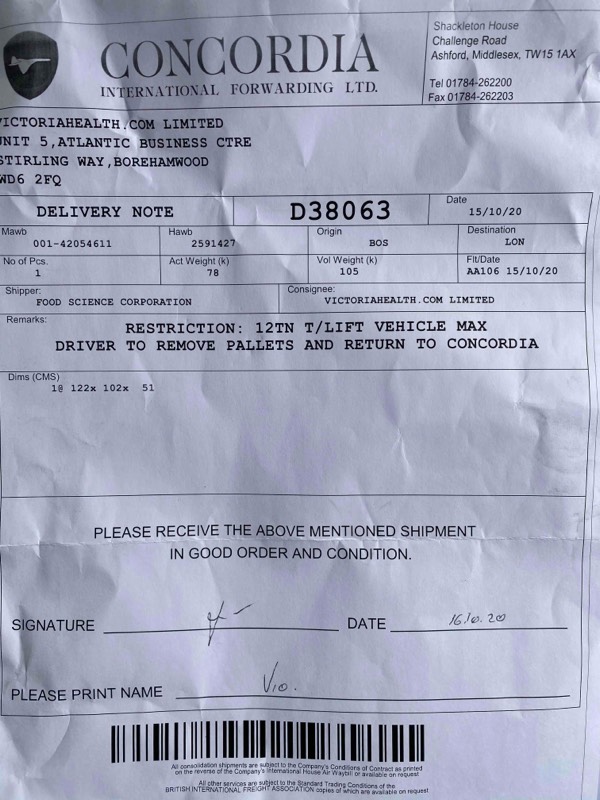 CONCORDIA
INTERNATIONAL FORWARDING LTD.
Shackleton House
Challenge Road
Ashford, Middlesex, TW15 1AX
Tel 01784-262200
Fax 01784-262203
VICTORIAHEALTH.COM LIMITED
UNIT 5,ATLANTIC BUSINESS CTRE
STIRLING WAY,BOREHAMWOOD
WD6 2FQ
DELIVERY NOTE
D38063
Date
15/10/20
Mawb
001-42054611
Hawb
2591427
Origin
BOS
Destination
LON
No of Pcs.
1
Act Weight (k)
78
Vol Weight (k)
105
Flt/Date
AA106 15/10/20
Shipper:
FOOD SCIENCE CORPORATION
Consignee:
VICTORIAHEALTH.COM LIMITED
Remarks:
RESTRICTION: 12TN T/LIFT VEHICLE MAX
DRIVER TO REMOVE PALLETS AND RETURN TO CONCORDIA
Dims (CMS)
1@ 122x 102x 51
PLEASE RECEIVE THE ABOVE MENTIONED SHIPMENT
IN GOOD ORDER AND CONDITION.
SIGNATURE
DATE 16.10.20
PLEASE PRINT NAME Vio.
All consolidation shipments are subject to the Company's Conditions of Contract as printed
on the reverse of the Company's International House Air Waybill or available on request
All other services are subject to the Standard Trading Conditions of the
BRITISH INTERNATIONAL FREIGHT ASSOCIATION copies of which are available on request